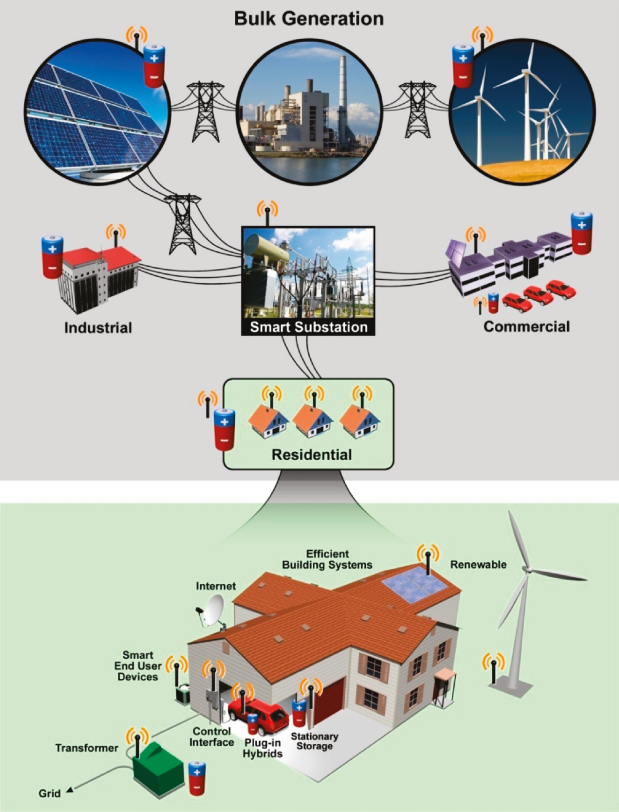 Bulk Generation
Industrial
Smart Substation
Commercial
Residential
Efficient
Building Systems
Renewable
Internet
Smart
End User
Devices
Control
Interface
Plug-in
Hybrids
Stationary
Storage
Transformer
Grid